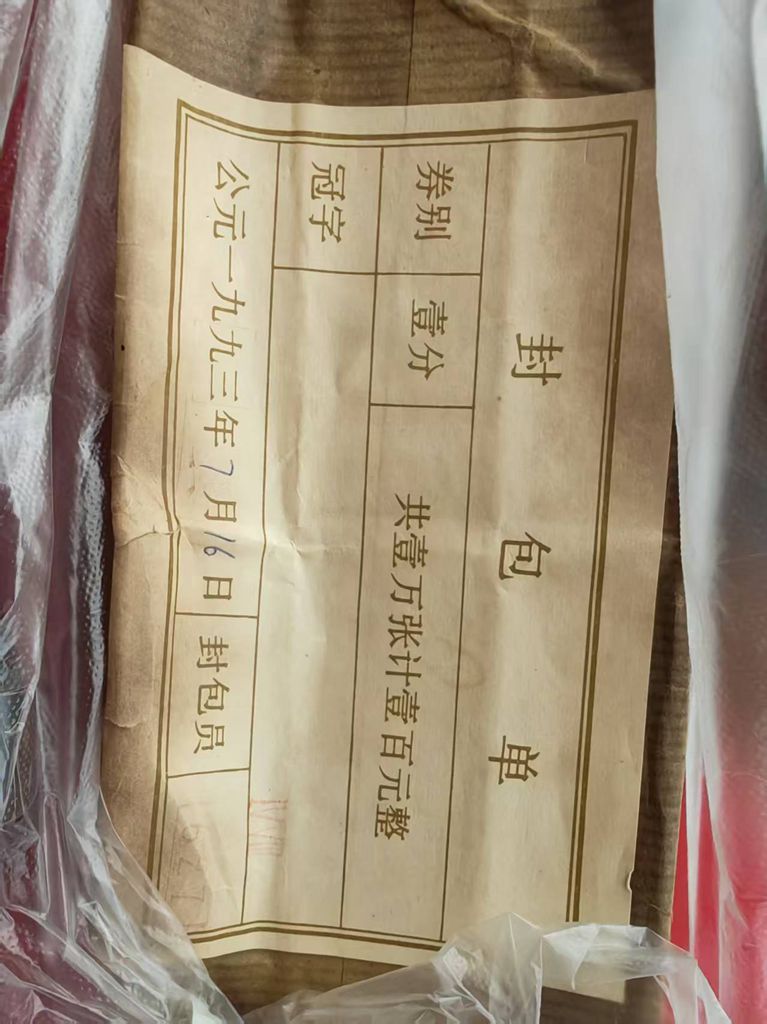 封包单
券别 壹分 共壹万张计壹百元整
冠字
公元一九九三年7月16日 封包员